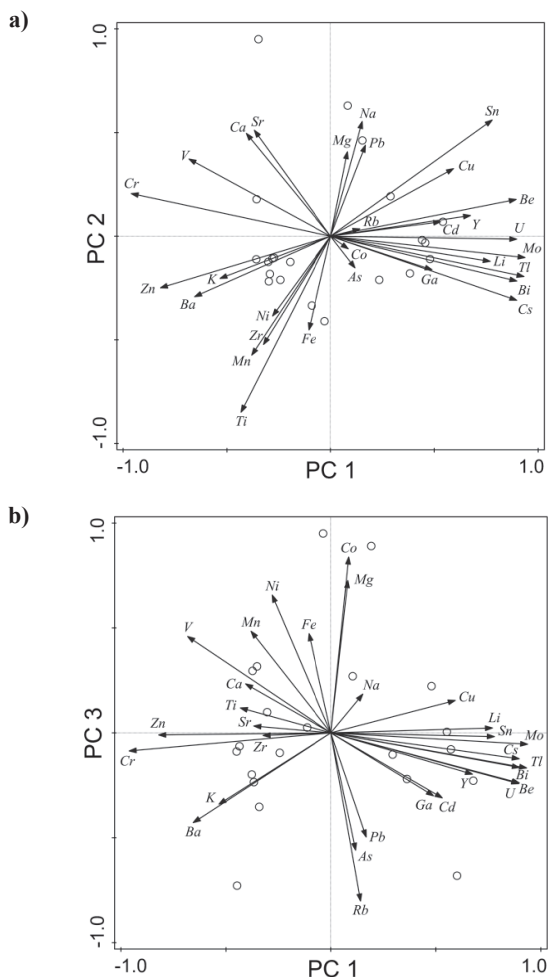 a)
1.0
Na
Sn
Sr
Ca
Mg
Pb
V
Cu
Cr
Be
Rb
Y
Cd
U
PC 2
Co
Mo
Li
As
Tl
Ga
K
Bi
Zn
Ba
Cs
Ni
Zr
Fe
Mn
Ti
-1.0
-1.0
PC 1
1.0
b)
1.0
Co
Mg
Ni
Mn
Fe
V
Ca
Na
Ti
Cu
Sr
Li
Zn
Sn
PC 3
Zr
Mo
Cr
Cs
Tl
Y
Bi
K
Ga
Cd
U
Be
Ba
Pb
As
Rb
-1.0
-1.0
PC 1
1.0